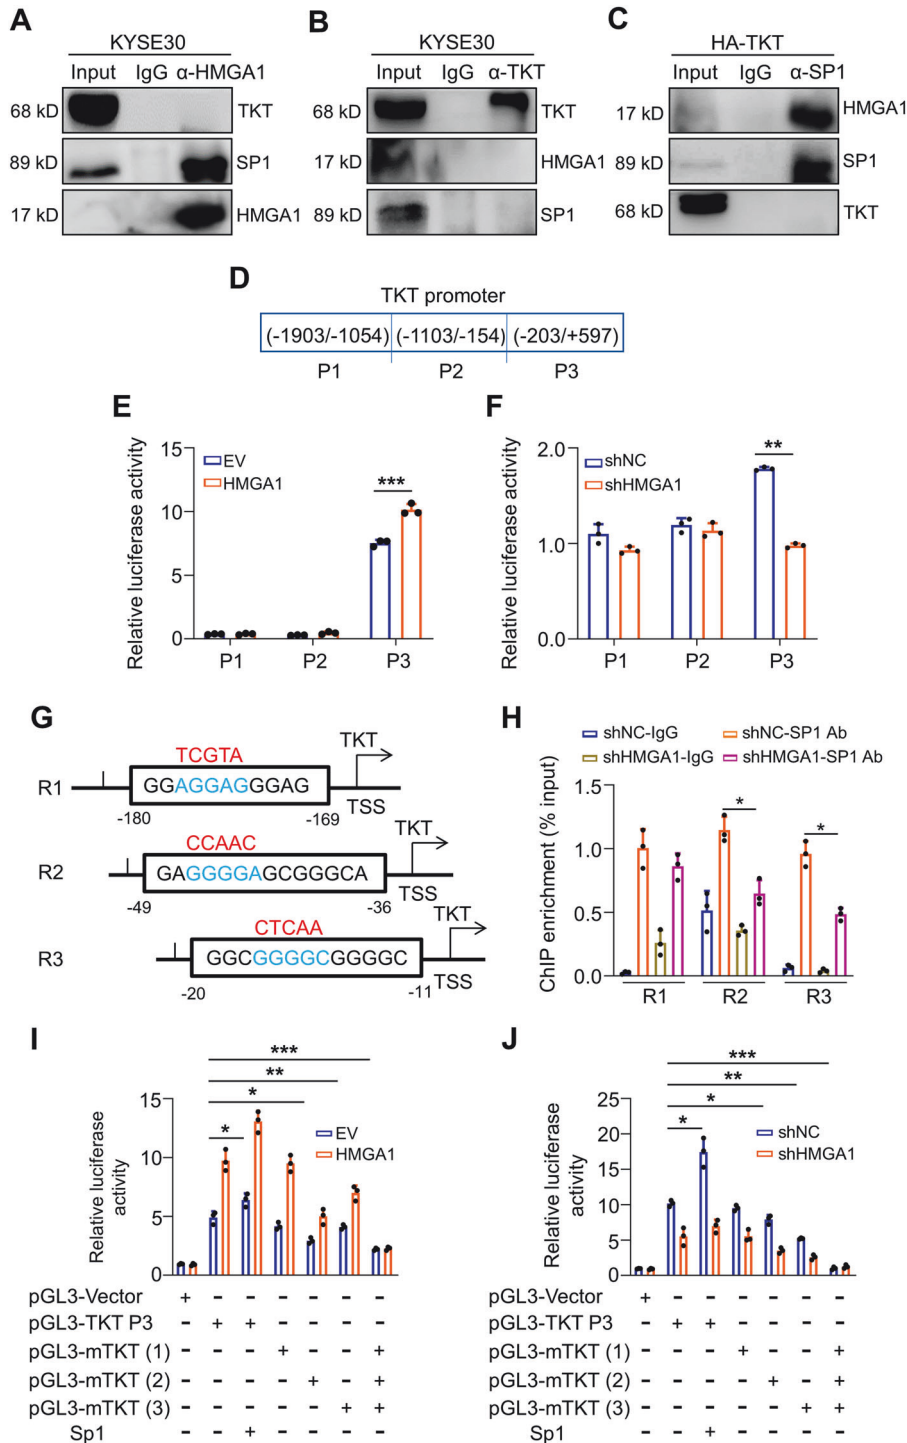 A
KYSE30
Input IgG α-HMGA1
68 kD TKT
89 kD SP1
17 kD HMGA1
B
KYSE30
Input IgG α-TKT
68 kD TKT
17 kD HMGA1
89 kD SP1
C
HA-TKT
Input IgG α-SP1
17 kD HMGA1
89 kD SP1
68 kD TKT
D
TKT promoter
(-1903/-1054) (-1103/-154) (-203/+597)
P1 P2 P3
E
Relative luciferase activity
15
10
5
0
EV
HMGA1
***
P1 P2 P3
F
Relative luciferase activity
2.0
1.0
0.0
shNC
shHMGA1
**
P1 P2 P3
G
TCGTA
R1 GGAGGAGGGAG TKT
-180 -169 TSS
CCAAC
R2 GAGGGGAGCGGGCA TKT
-49 -36 TSS
CTCAA
R3 GGCGGGGCGGGGC TKT
-20 -11 TSS
H
shNC-IgG shNC-SP1 Ab
shHMGA1-IgG shHMGA1-SP1 Ab
ChIP enrichment (% input)
1.5
1.0
0.5
0.0
* *
R1 R2 R3
I
Relative luciferase
activity
15
10
5
0
***
**
*
*
EV
HMGA1
pGL3-Vector + - - - - - -
pGL3-TKT P3 - + + - - - -
pGL3-mTKT (1) - - - + - - +
pGL3-mTKT (2) - - - - + - +
pGL3-mTKT (3) - - - - - + +
Sp1 - - + - - - -
J
Relative luciferase
activity
25
20
15
10
5
0
***
**
*
*
shNC
shHMGA1
pGL3-Vector + - - - - - -
pGL3-TKT P3 - + + - - - -
pGL3-mTKT (1) - - - + - - +
pGL3-mTKT (2) - - - - + - +
pGL3-mTKT (3) - - - - - + +
Sp1 - - + - - - -